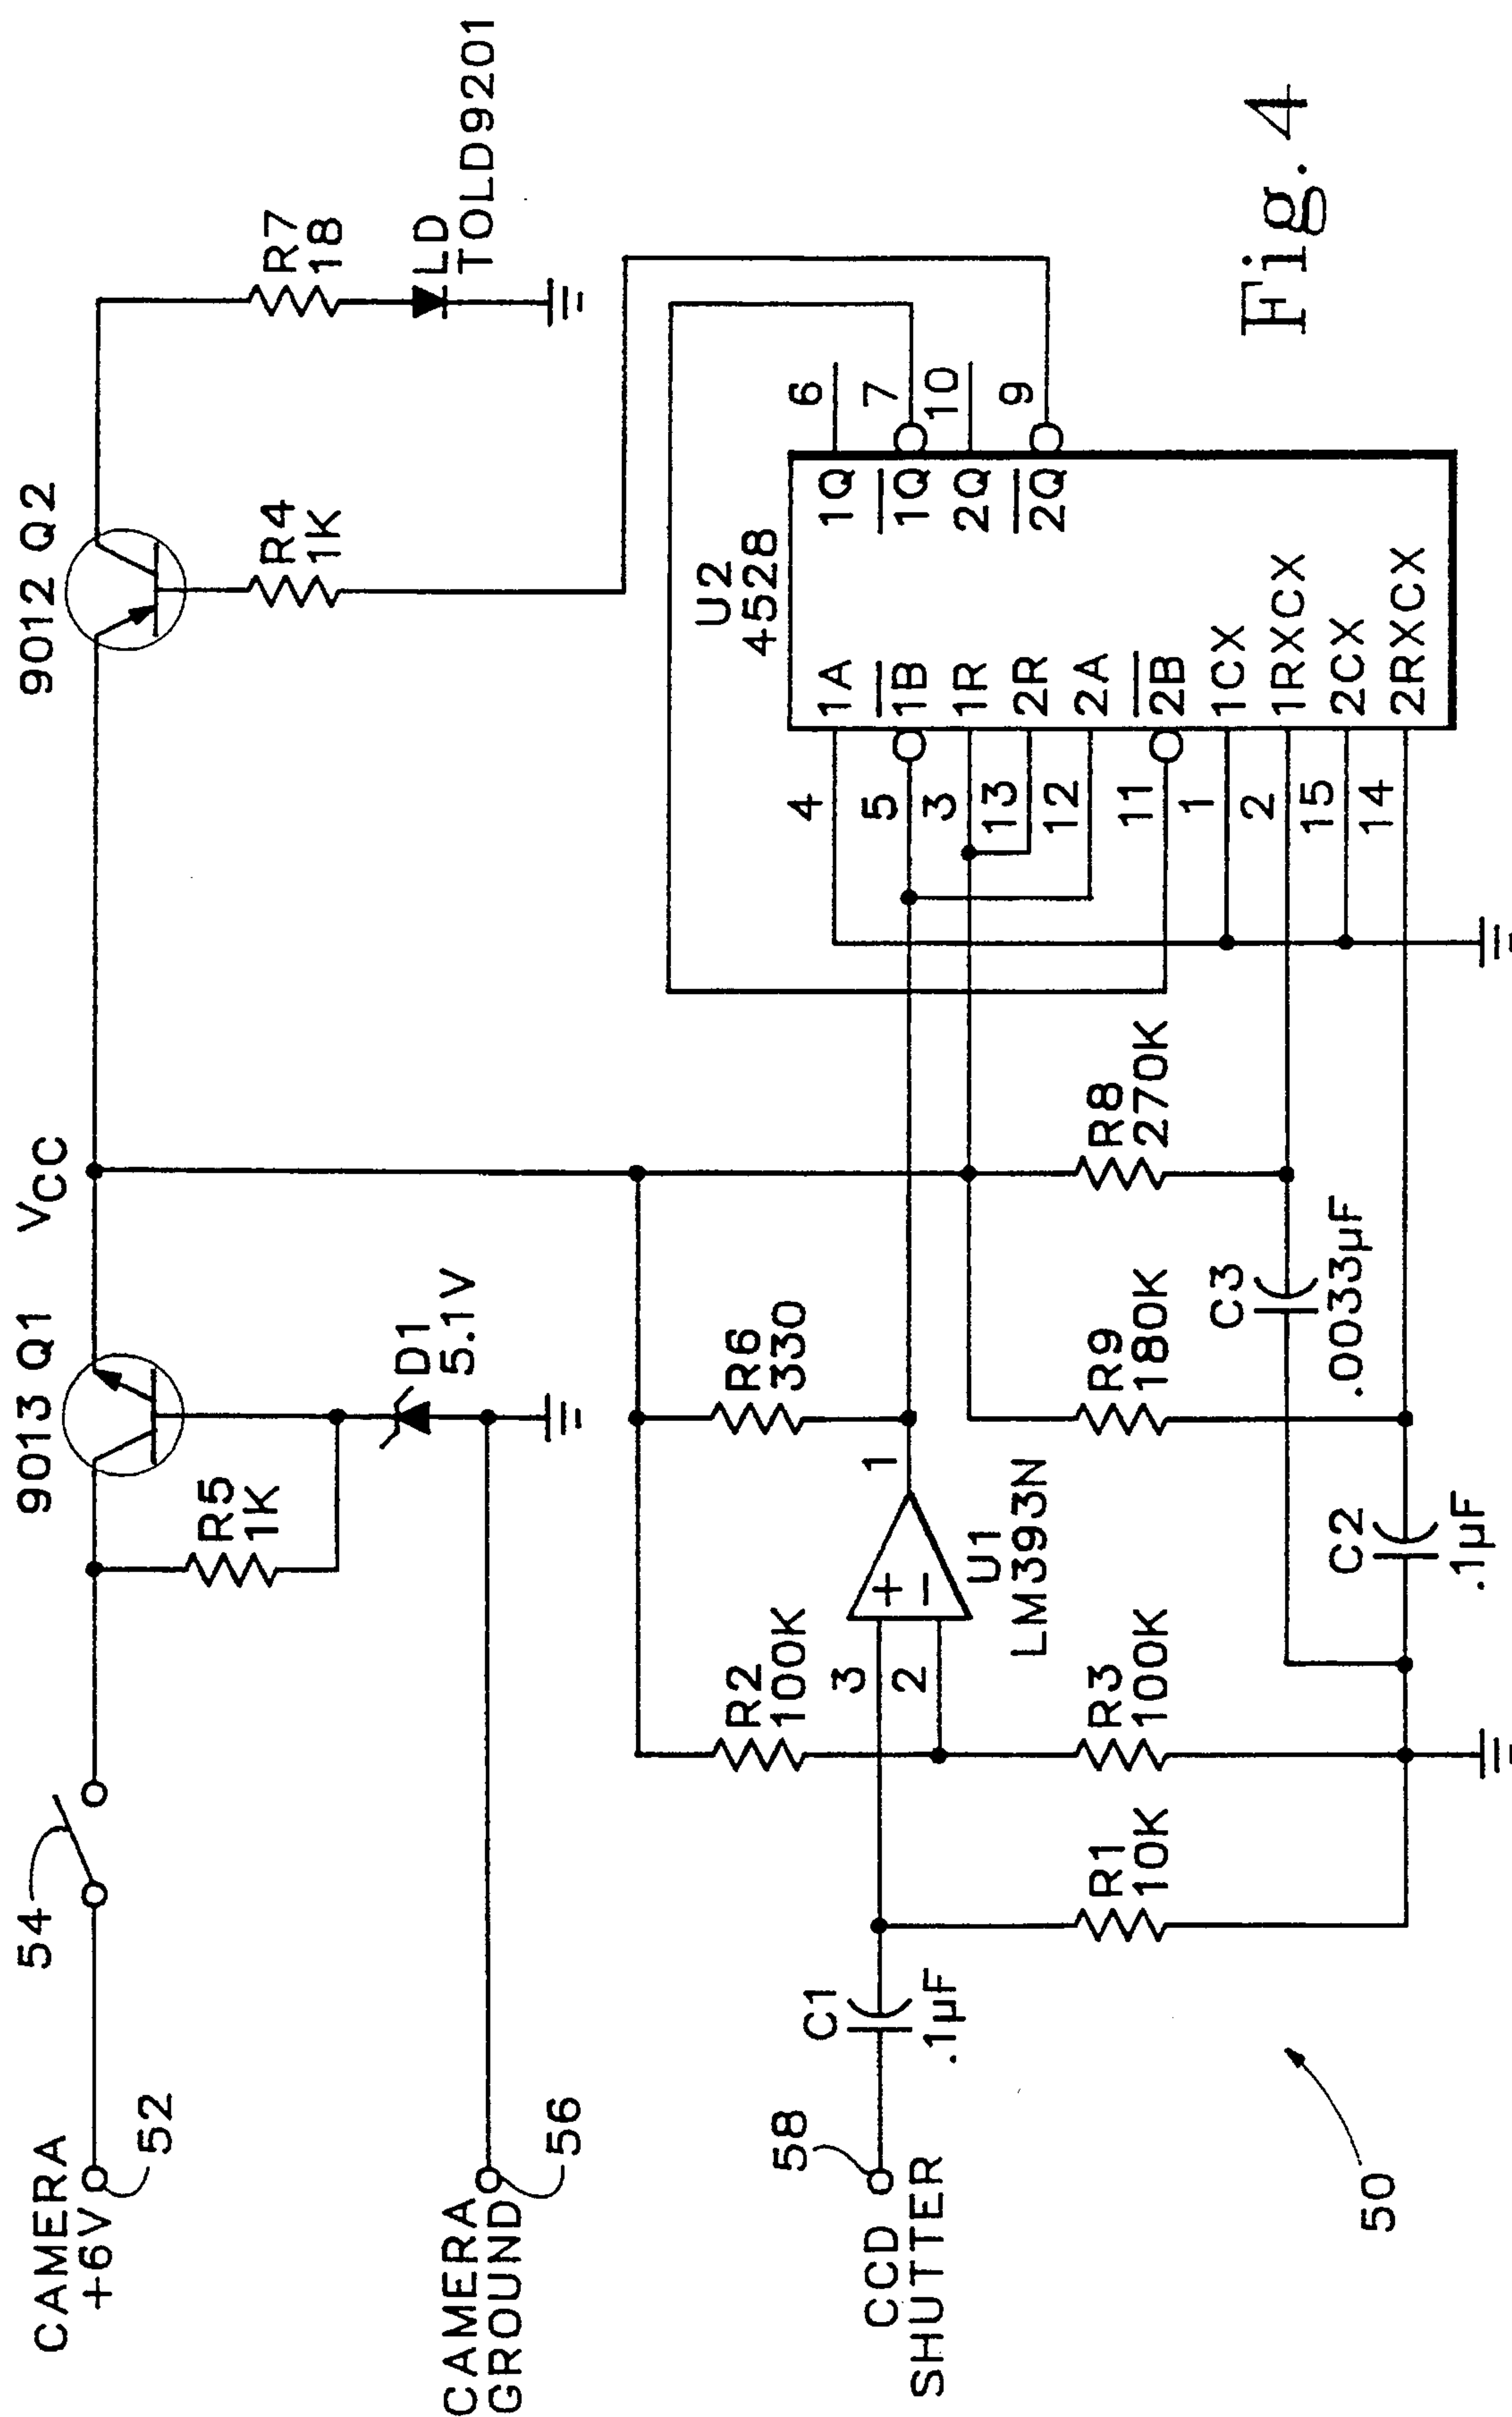 CAMERA
+6V
52
54
9013 Q1
VCC
9012 Q2
R5
1K
D1
5.1V
R4
1K
R7
18
LD
TOLD9201
CAMERA
GROUND
56
R2
100K
R6
330
U2
4528
58
CCD
SHUTTER
C1
.1µF
3
2
+
−
1
U1
LM393N
4
5
3
13
12
11
1
2
15
14
1A
1B
1R
2R
2A
2B
1CX
1RXCX
2CX
2RXCX
1Q
1Q
2Q
2Q
6
7
10
9
R1
10K
R3
100K
R9
180K
R8
270K
C3
.0033µF
C2
.1µF
50
Fig. 4